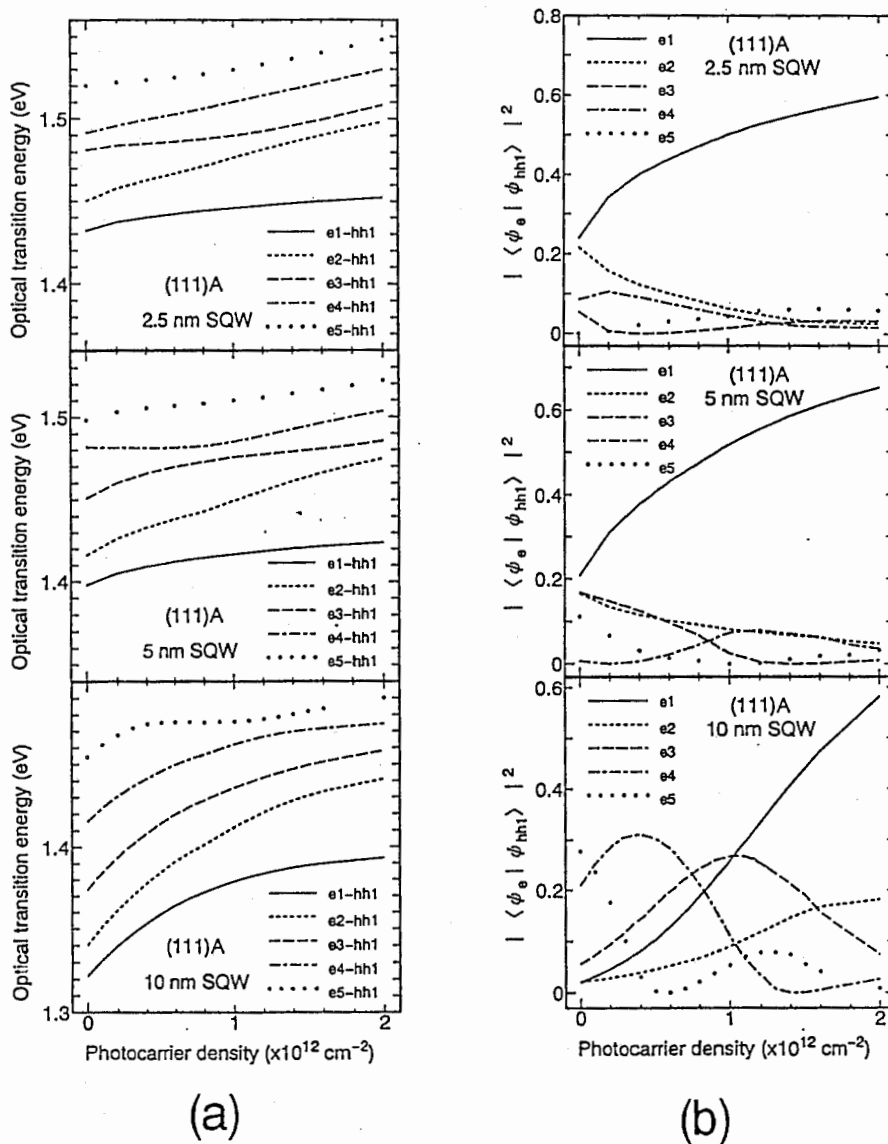 Optical transition energy (eV)
1.5
1.4
(111)A
2.5 nm SQW
e1-hh1
e2-hh1
e3-hh1
e4-hh1
e5-hh1
Optical transition energy (eV)
1.5
1.4
(111)A
5 nm SQW
e1-hh1
e2-hh1
e3-hh1
e4-hh1
e5-hh1
Optical transition energy (eV)
1.4
1.3
(111)A
10 nm SQW
e1-hh1
e2-hh1
e3-hh1
e4-hh1
e5-hh1
0 1 2
Photocarrier density (x10¹² cm⁻²)
(a)
| ⟨ϕe | ϕhh1⟩ |²
0.8
0.6
0.4
0.2
0
e1
e2
e3
e4
e5
(111)A
2.5 nm SQW
| ⟨ϕe | ϕhh1⟩ |²
0.6
0.4
0.2
0
e1
e2
e3
e4
e5
(111)A
5 nm SQW
| ⟨ϕe | ϕhh1⟩ |²
0.6
0.4
0.2
0
e1
e2
e3
e4
e5
(111)A
10 nm SQW
0 1 2
Photocarrier density (x10¹² cm⁻²)
(b)